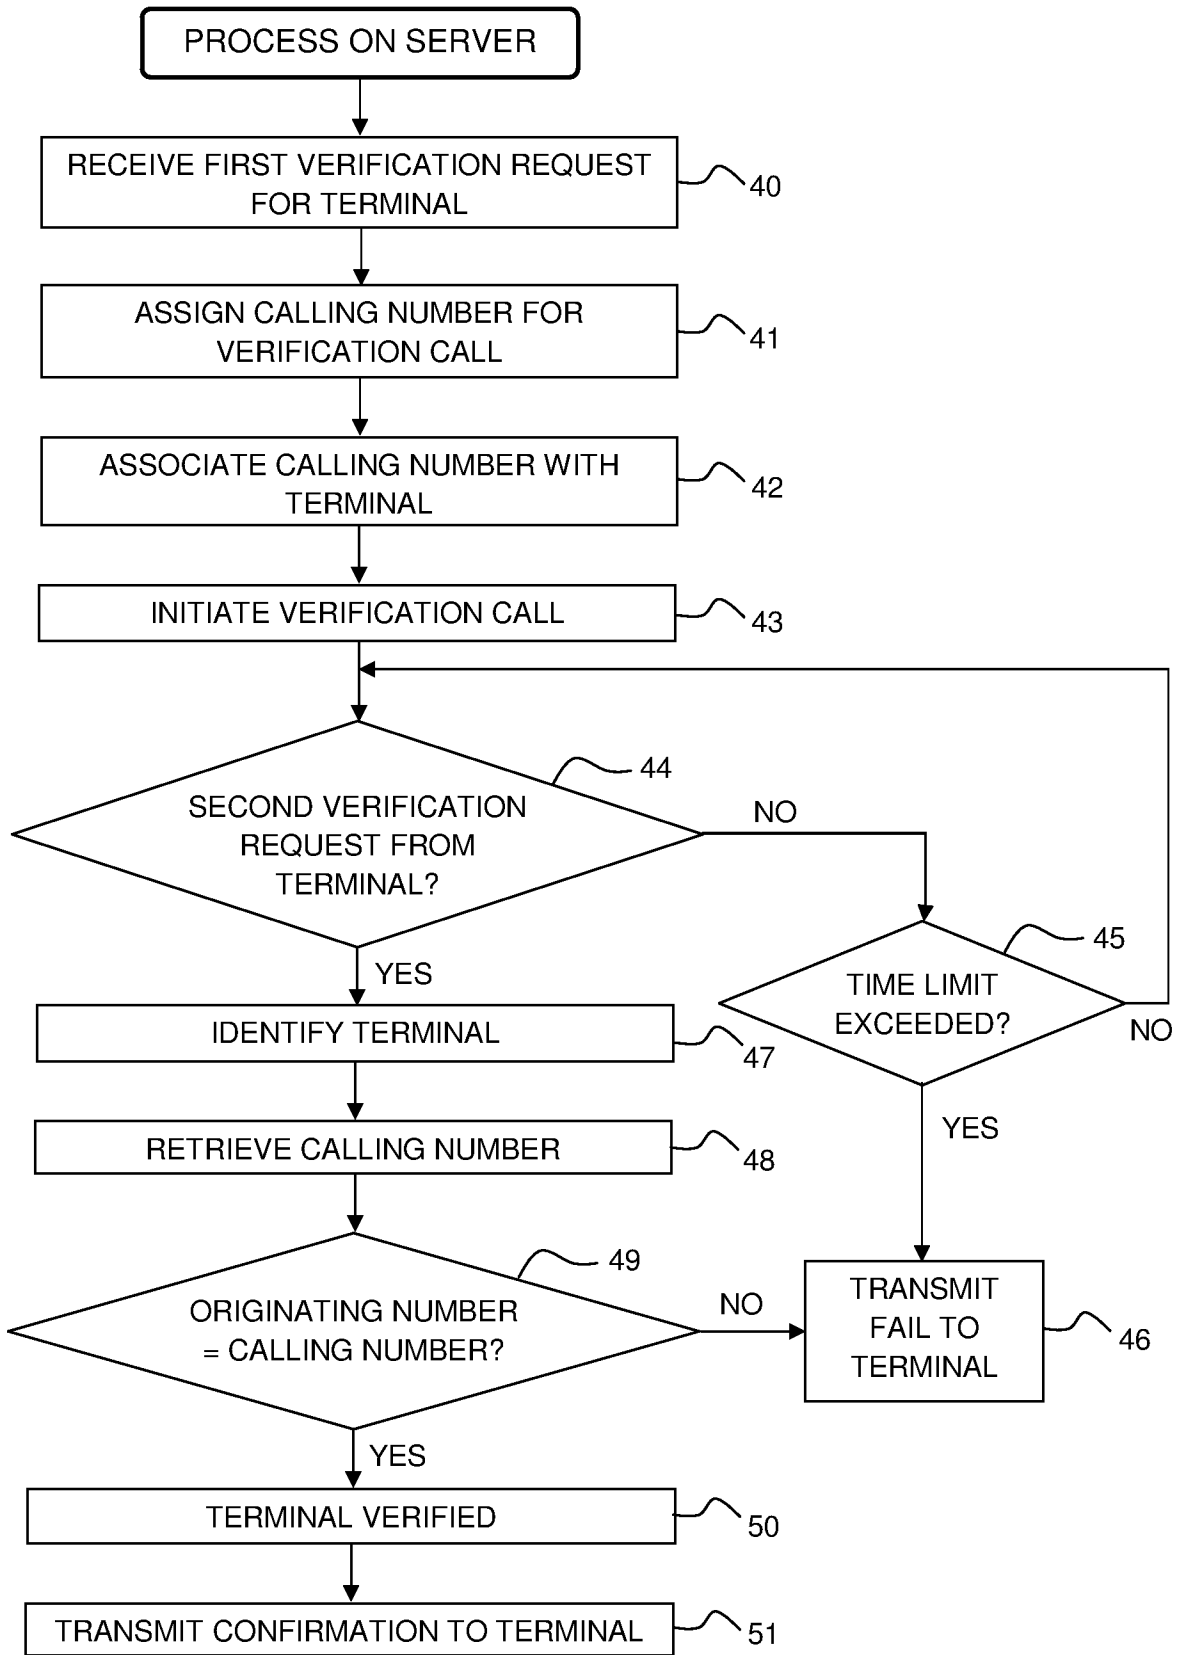 PROCESS ON SERVER
RECEIVE FIRST VERIFICATION REQUEST
FOR TERMINAL
40
ASSIGN CALLING NUMBER FOR
VERIFICATION CALL
41
ASSOCIATE CALLING NUMBER WITH
TERMINAL
42
INITIATE VERIFICATION CALL
43
44
SECOND VERIFICATION
REQUEST FROM
TERMINAL?
NO
45
TIME LIMIT
EXCEEDED?
NO
YES
YES
IDENTIFY TERMINAL
47
RETRIEVE CALLING NUMBER
48
49
ORIGINATING NUMBER
= CALLING NUMBER?
NO
TRANSMIT
FAIL TO
TERMINAL
46
YES
TERMINAL VERIFIED
50
TRANSMIT CONFIRMATION TO TERMINAL
51